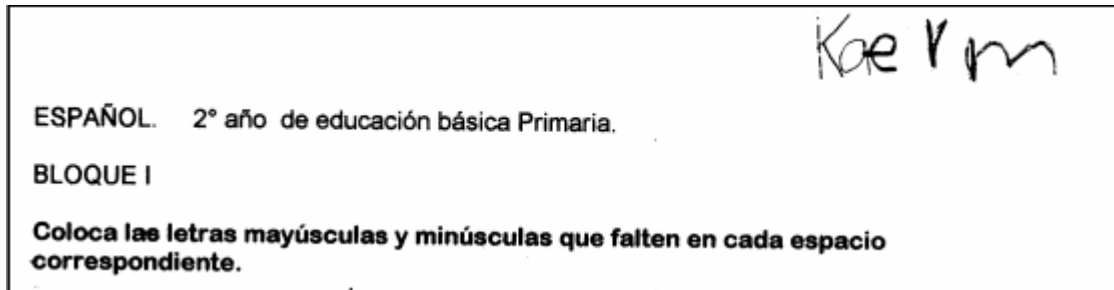 ESPAÑOL. 2° año de educación básica Primaria.
BLOQUE I
Coloca las letras mayúsculas y minúsculas que falten en cada espacio
correspondiente.